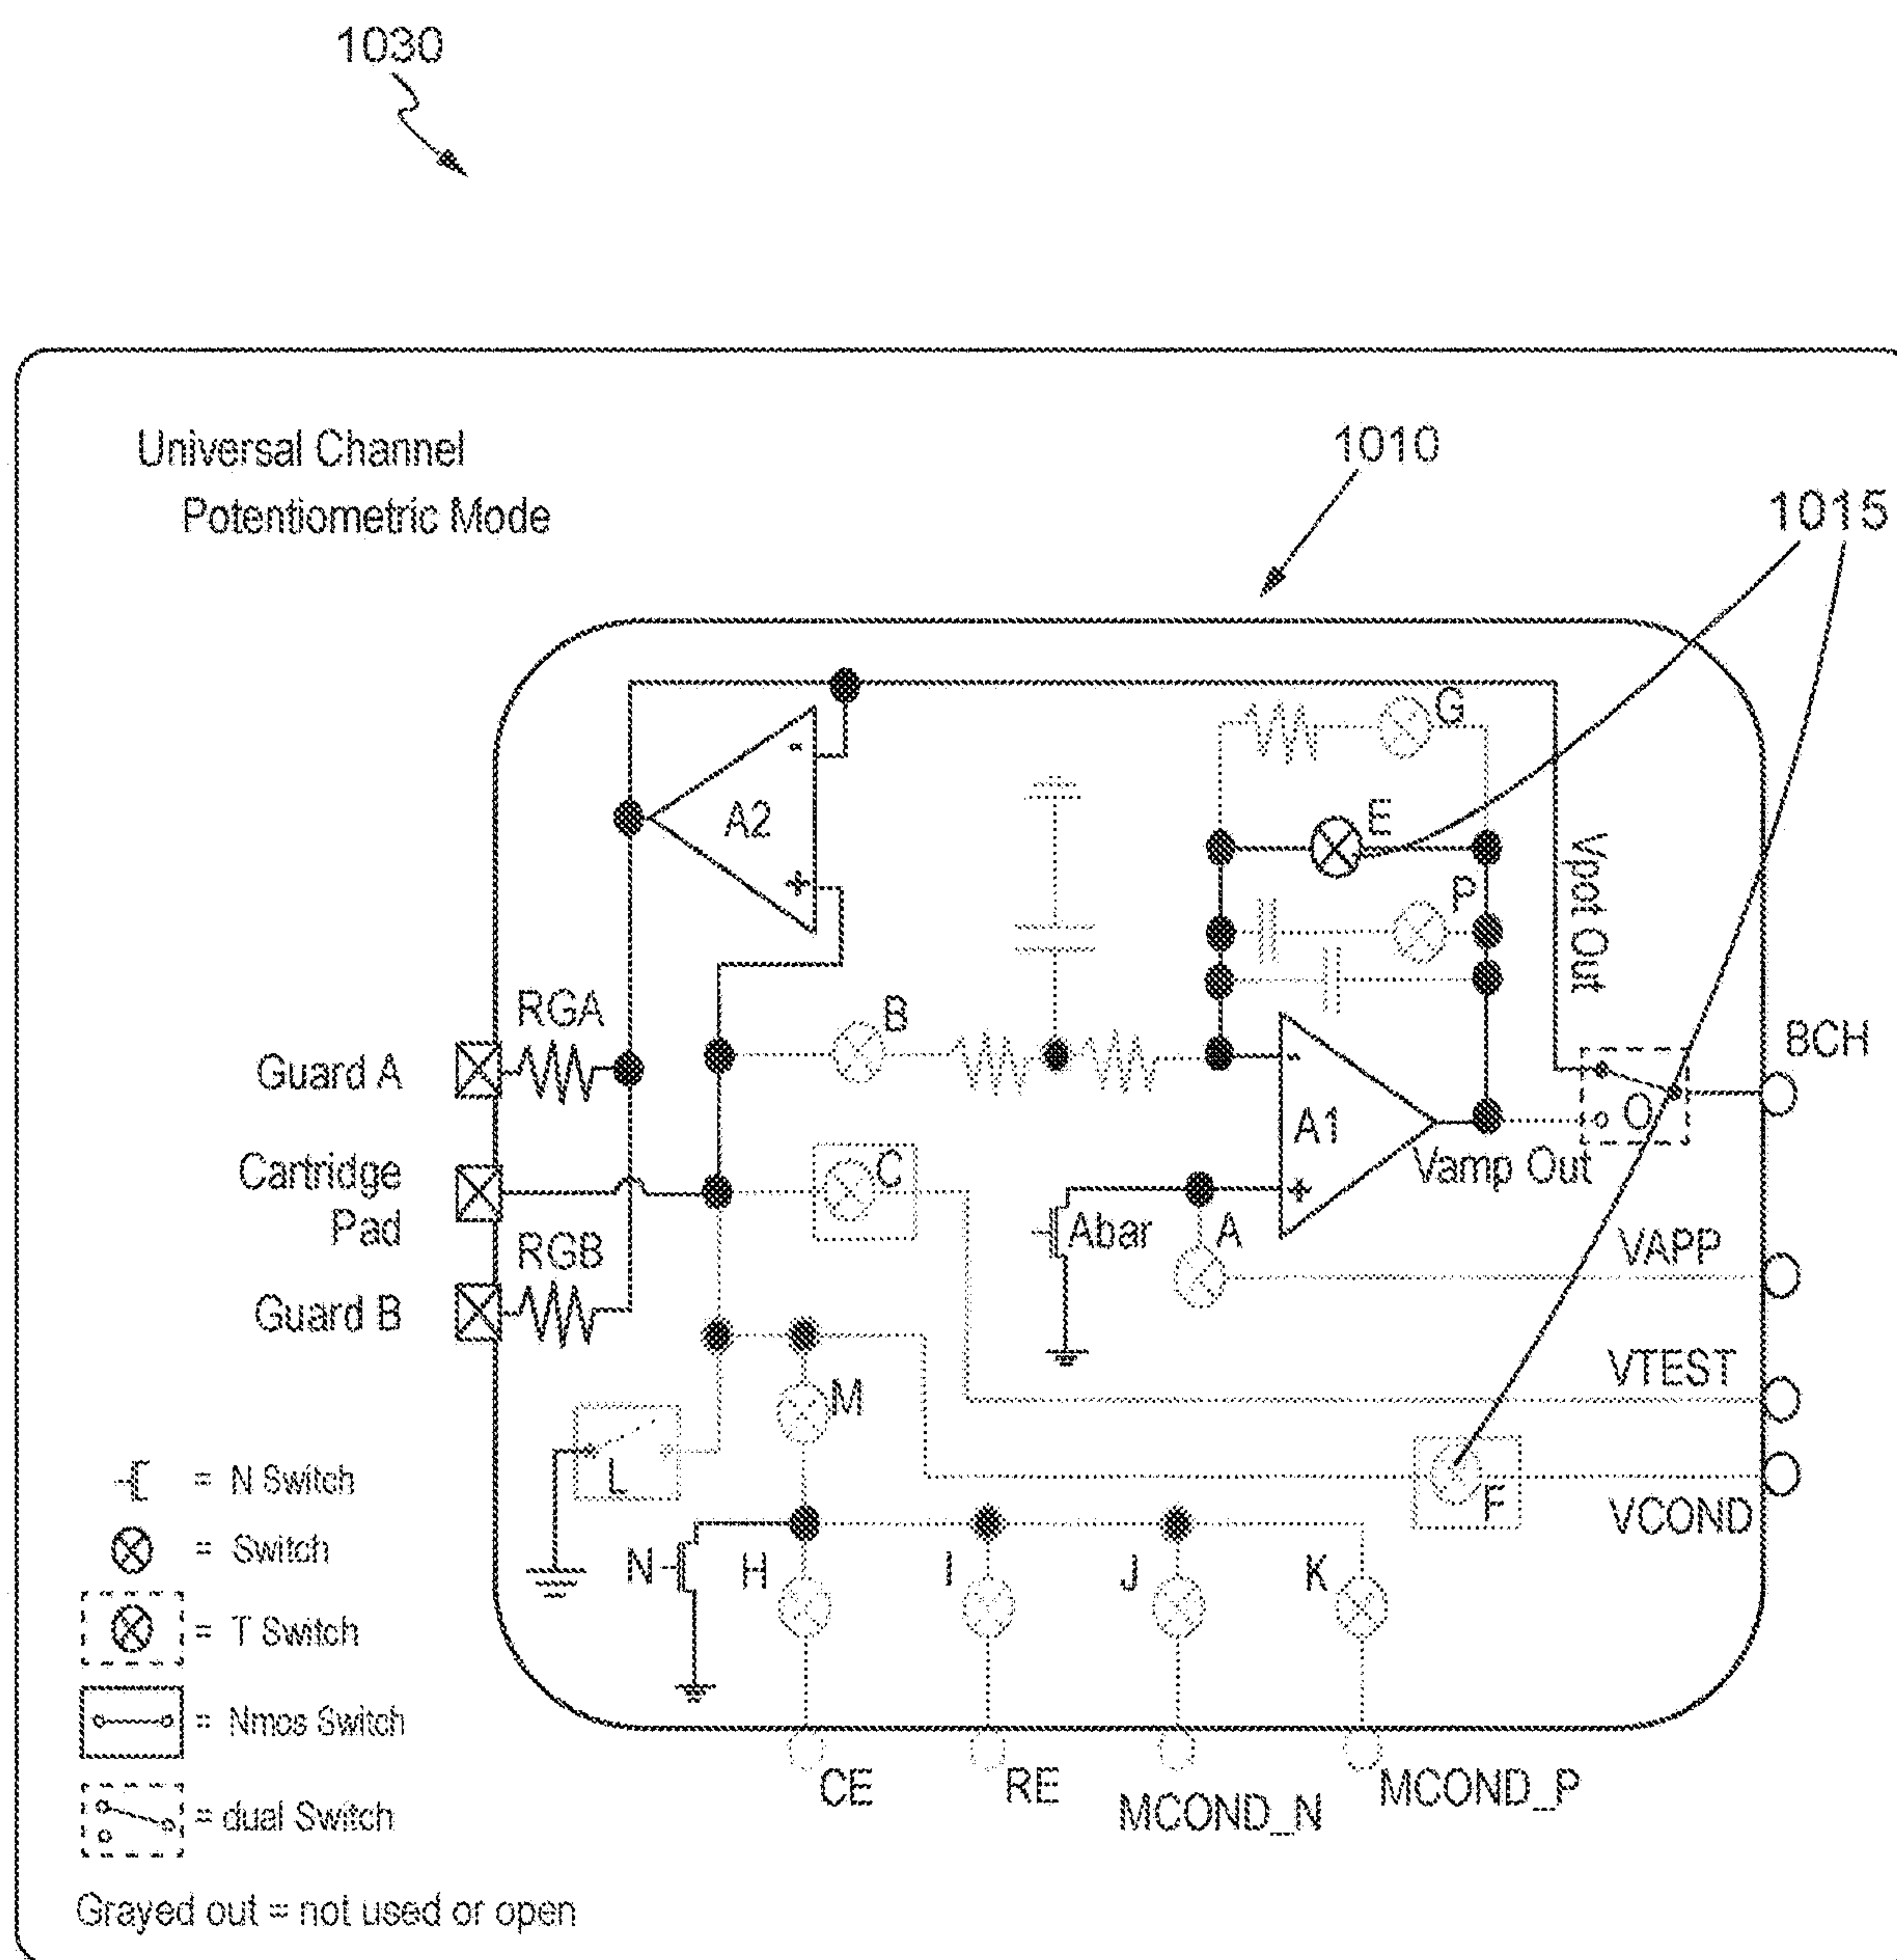 1030
Universal Channel
Potentiometric Mode
1010
1015
G
A2
-
+
E
P
Vpot Out
RGA
B
BCH
Guard A
-
A1
O
Cartridge
Pad
C
Vamp Out
+
Abar
A
VAPP
RGB
Guard B
VTEST
M
L
F
VCOND
N
H
I
J
K
= N Switch
= Switch
= T Switch
= Nmos Switch
= dual Switch
CE
RE
MCOND_N
MCOND_P
Grayed out = not used or open